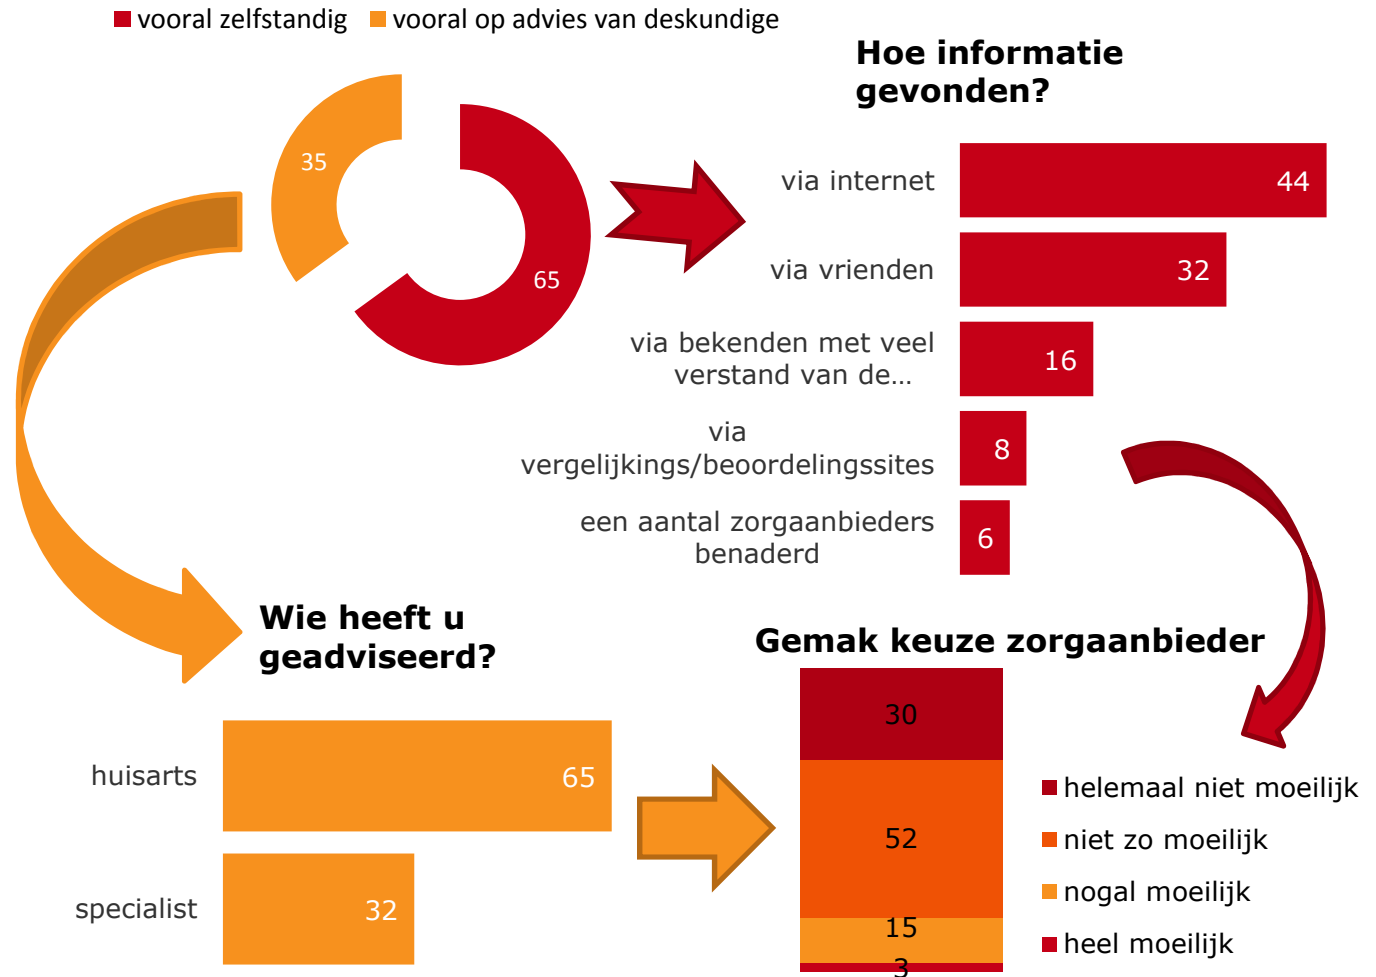 vooral zelfstandig vooral op advies van deskundige
35
65
Hoe informatie
gevonden?
via internet 44
via vrienden 32
via bekenden met veel
verstand van de… 16
via
vergelijkings/beoordelingssites 8
een aantal zorgaanbieders
benaderd 6
Wie heeft u
geadviseerd?
huisarts 65
specialist 32
Gemak keuze zorgaanbieder
30
52
15
3
helemaal niet moeilijk
niet zo moeilijk
nogal moeilijk
heel moeilijk